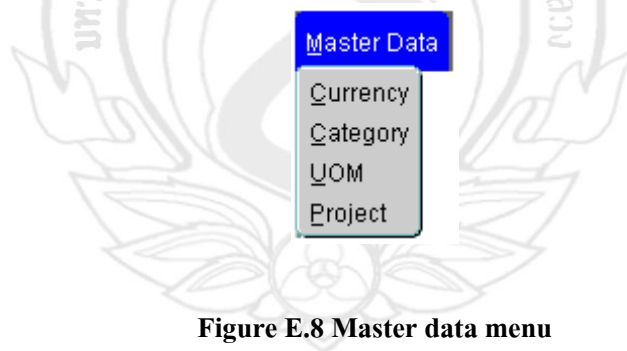 Master Data
Currency
Category
UOM
Project
Figure E.8 Master data menu